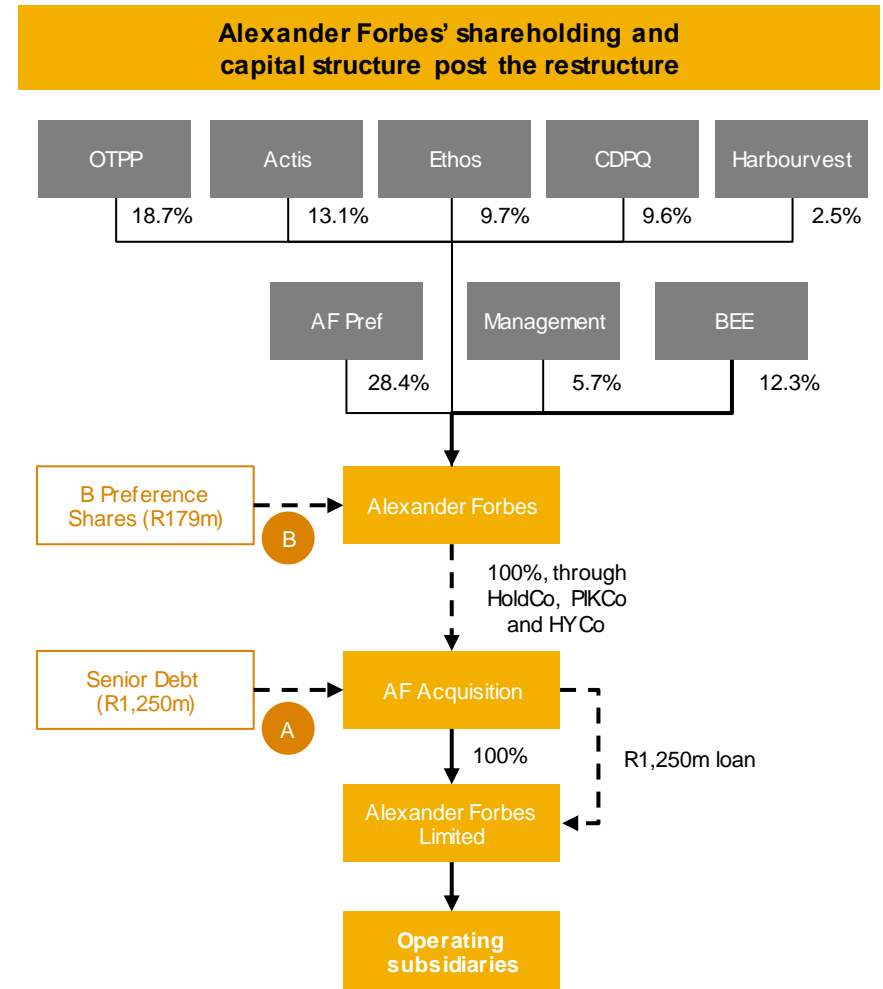 Alexander Forbes’ shareholding and
capital structure post the restructure
OTPP
Actis
Ethos
CDPQ
Harbourvest
18.7%
13.1%
9.7%
9.6%
2.5%
AF Pref
Management
BEE
28.4%
5.7%
12.3%
B Preference
Shares (R179m)
B
Alexander Forbes
100%, through
HoldCo, PIKCo
and HYCo
Senior Debt
(R1,250m)
A
AF Acquisition
100%
R1,250m loan
Alexander Forbes
Limited
Operating
subsidiaries